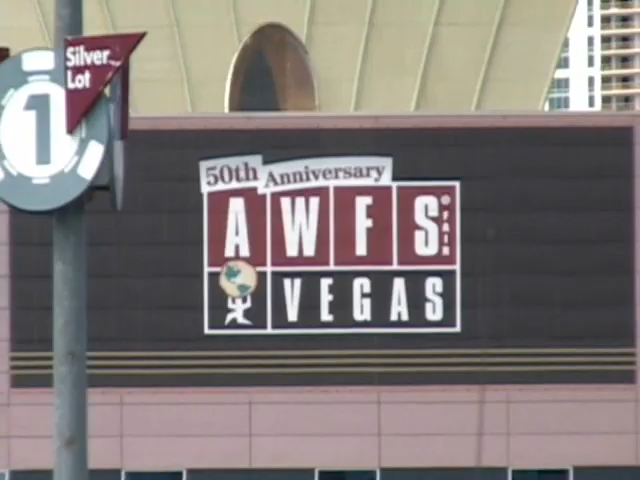 Silver
Lot
1
50th Anniversary
AWFS® FAIR
VEGAS